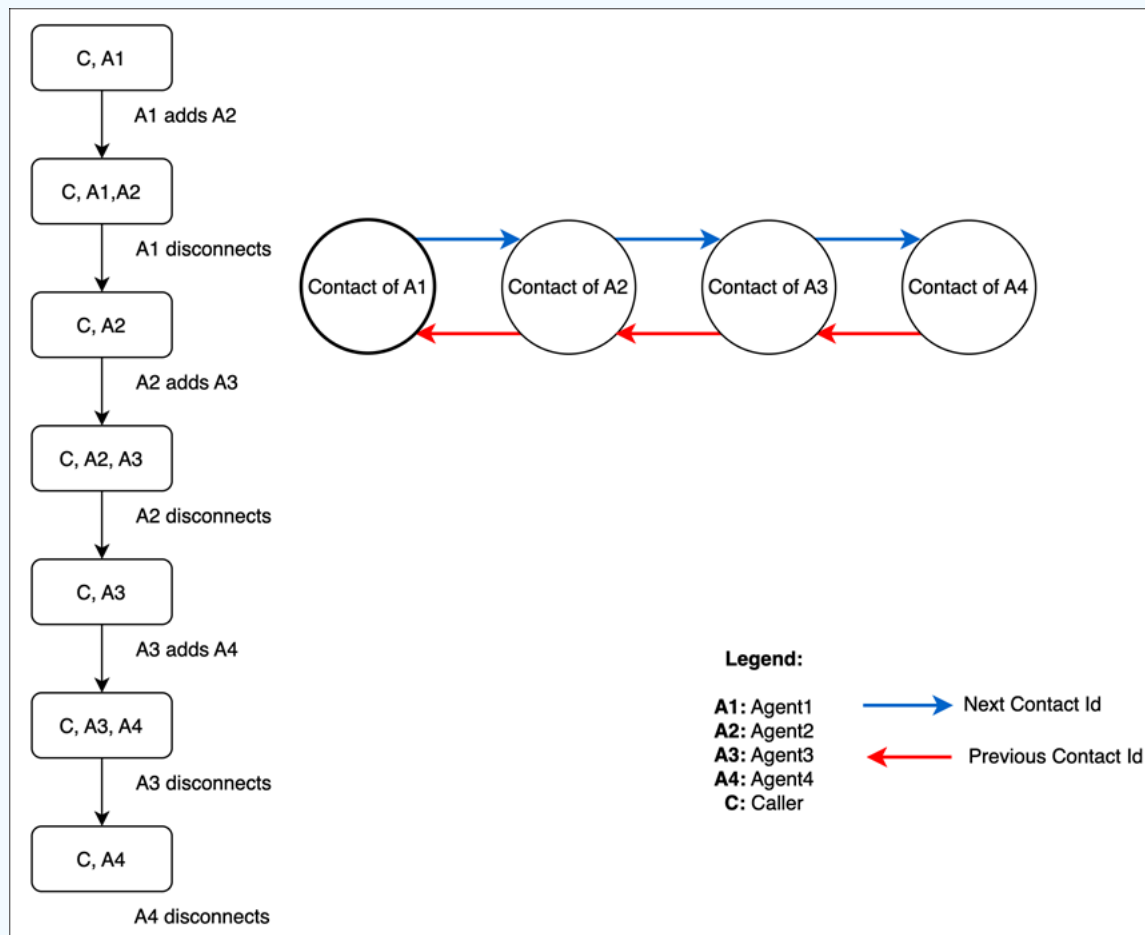 C, A1
A1 adds A2
C, A1,A2
A1 disconnects
C, A2
A2 adds A3
C, A2, A3
A2 disconnects
C, A3
A3 adds A4
C, A3, A4
A3 disconnects
C, A4
A4 disconnects
Contact of A1
Contact of A2
Contact of A3
Contact of A4
Legend:
A1: Agent1
A2: Agent2
A3: Agent3
A4: Agent4
C: Caller
Next Contact Id
Previous Contact Id